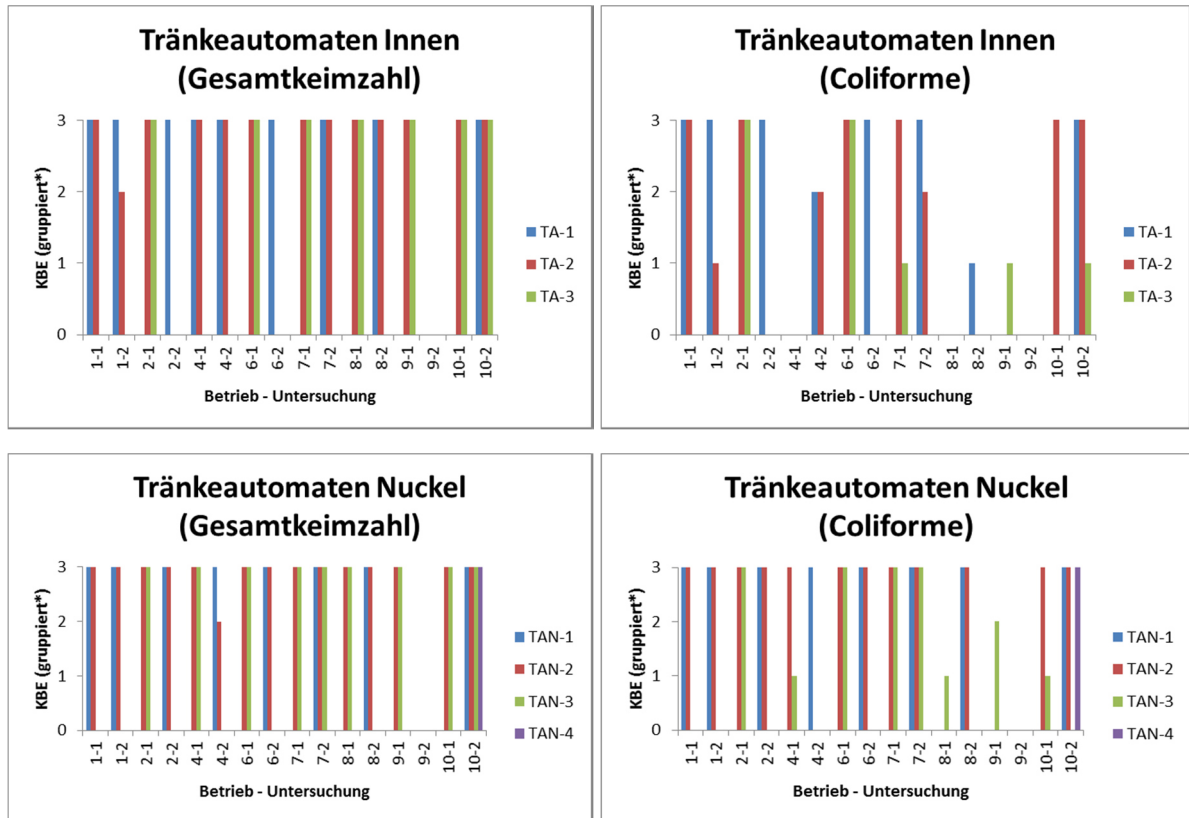 Tränkeautomaten Innen
(Gesamtkeimzahl)
KBE (gruppiert*)
3
2
1
0
1-1
1-2
2-1
2-2
4-1
4-2
6-1
6-2
7-1
7-2
8-1
8-2
9-1
9-2
10-1
10-2
Betrieb - Untersuchung
TA-1
TA-2
TA-3
Tränkeautomaten Innen
(Coliforme)
KBE (gruppiert*)
3
2
1
0
1-1
1-2
2-1
2-2
4-1
4-2
6-1
6-2
7-1
7-2
8-1
8-2
9-1
9-2
10-1
10-2
Betrieb - Untersuchung
TA-1
TA-2
TA-3
Tränkeautomaten Nuckel
(Gesamtkeimzahl)
KBE (gruppiert*)
3
2
1
0
1-1
1-2
2-1
2-2
4-1
4-2
6-1
6-2
7-1
7-2
8-1
8-2
9-1
9-2
10-1
10-2
Betrieb - Untersuchung
TAN-1
TAN-2
TAN-3
TAN-4
Tränkeautomaten Nuckel
(Coliforme)
KBE (gruppiert*)
3
2
1
0
1-1
1-2
2-1
2-2
4-1
4-2
6-1
6-2
7-1
7-2
8-1
8-2
9-1
9-2
10-1
10-2
Betrieb - Untersuchung
TAN-1
TAN-2
TAN-3
TAN-4